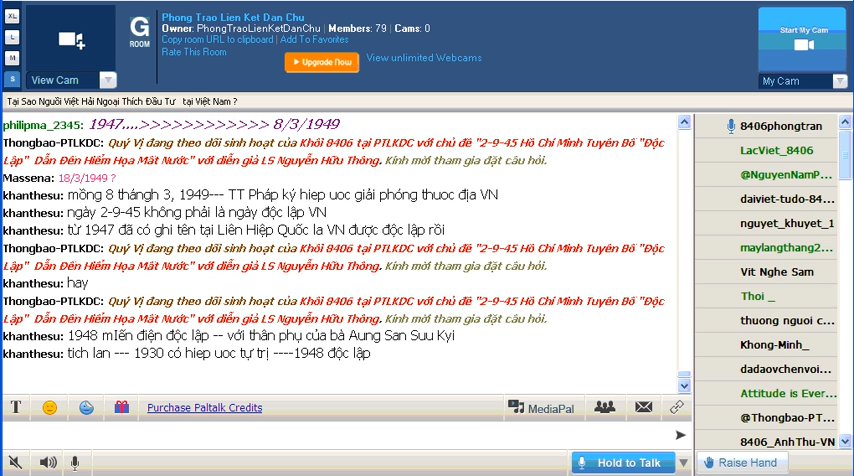 XL
L
M
S
View Cam
G
ROOM
Phong Trao Lien Ket Dan Chu
Owner: PhongTraoLienKetDanChu | Members: 79 | Cams: 0
Copy room URL to clipboard | Add To Favorites
Rate This Room
Upgrade Now
View unlimited Webcams
Start My Cam
My Cam
Tại Sao Người Việt Hải Ngoại Thích Đầu Tư tại Việt Nam ?
philipma_2345: 1947....>>>>>>>>>>>> 8/3/1949
Thongbao-PTLKDC: Quý Vị đang theo dõi sinh hoạt của Khối 8406 tại PTLKDC với chủ đề "2-9-45 Hồ Chí Minh Tuyên Bố "Độc
Lập" Dẫn Đến Hiểm Họa Mất Nước" với diễn giả LS Nguyễn Hữu Thống. Kính mời tham gia đặt câu hỏi.
Massena: 18/3/1949 ?
khanthesu: mồng 8 thángh 3, 1949--- TT Pháp ký hiep uoc giải phóng thuoc địa VN
khanthesu: ngày 2-9-45 không phải là ngày độc lập VN
khanthesu: từ 1947 đã có ghi tên tại Liên Hiệp Quốc la VN được độc lập rồi
Thongbao-PTLKDC: Quý Vị đang theo dõi sinh hoạt của Khối 8406 tại PTLKDC với chủ đề "2-9-45 Hồ Chí Minh Tuyên Bố "Độc
Lập" Dẫn Đến Hiểm Họa Mất Nước" với diễn giả LS Nguyễn Hữu Thống. Kính mời tham gia đặt câu hỏi.
khanthesu: hay
Thongbao-PTLKDC: Quý Vị đang theo dõi sinh hoạt của Khối 8406 tại PTLKDC với chủ đề "2-9-45 Hồ Chí Minh Tuyên Bố "Độc
Lập" Dẫn Đến Hiểm Họa Mất Nước" với diễn giả LS Nguyễn Hữu Thống. Kính mời tham gia đặt câu hỏi.
khanthesu: 1948 mIến điện độc lập -- với thân phụ của bà Aung San Suu Kyi
khanthesu: tich lan --- 1930 có hiep uoc tự trị ----1948 độc lập
8406phongtran
LacViet_8406
@NguyenNamP...
daiviet-tudo-84...
nguyet_khuyet_1
maylangthang2...
Vit Nghe Sam
Thoi _
thuong nguoi c...
Khong-Minh_
dadaovchenvoi...
Attitude is Ever...
@Thongbao-PT...
8406_AnhThu-VN
T
Purchase Paltalk Credits
MediaPal
Hold to Talk
Raise Hand